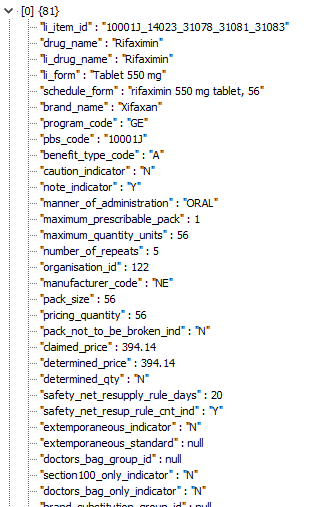 [0] {81}
"li_item_id" : "10001J_14023_31078_31081_31083"
"drug_name" : "Rifaximin"
"li_drug_name" : "Rifaximin"
"li_form" : "Tablet 550 mg"
"schedule_form" : "rifaximin 550 mg tablet, 56"
"brand_name" : "Xifaxan"
"program_code" : "GE"
"pbs_code" : "10001J"
"benefit_type_code" : "A"
"caution_indicator" : "N"
"note_indicator" : "Y"
"manner_of_administration" : "ORAL"
"maximum_prescribable_pack" : 1
"maximum_quantity_units" : 56
"number_of_repeats" : 5
"organisation_id" : 122
"manufacturer_code" : "NE"
"pack_size" : 56
"pricing_quantity" : 56
"pack_not_to_be_broken_ind" : "N"
"claimed_price" : 394.14
"determined_price" : 394.14
"determined_qty" : "N"
"safety_net_resupply_rule_days" : 20
"safety_net_resup_rule_cnt_ind" : "Y"
"extemporaneous_indicator" : "N"
"extemporaneous_standard" : null
"doctors_bag_group_id" : null
"section100_only_indicator" : "N"
"doctors_bag_only_indicator" : "N"
"brand_substitution_group_id" : null